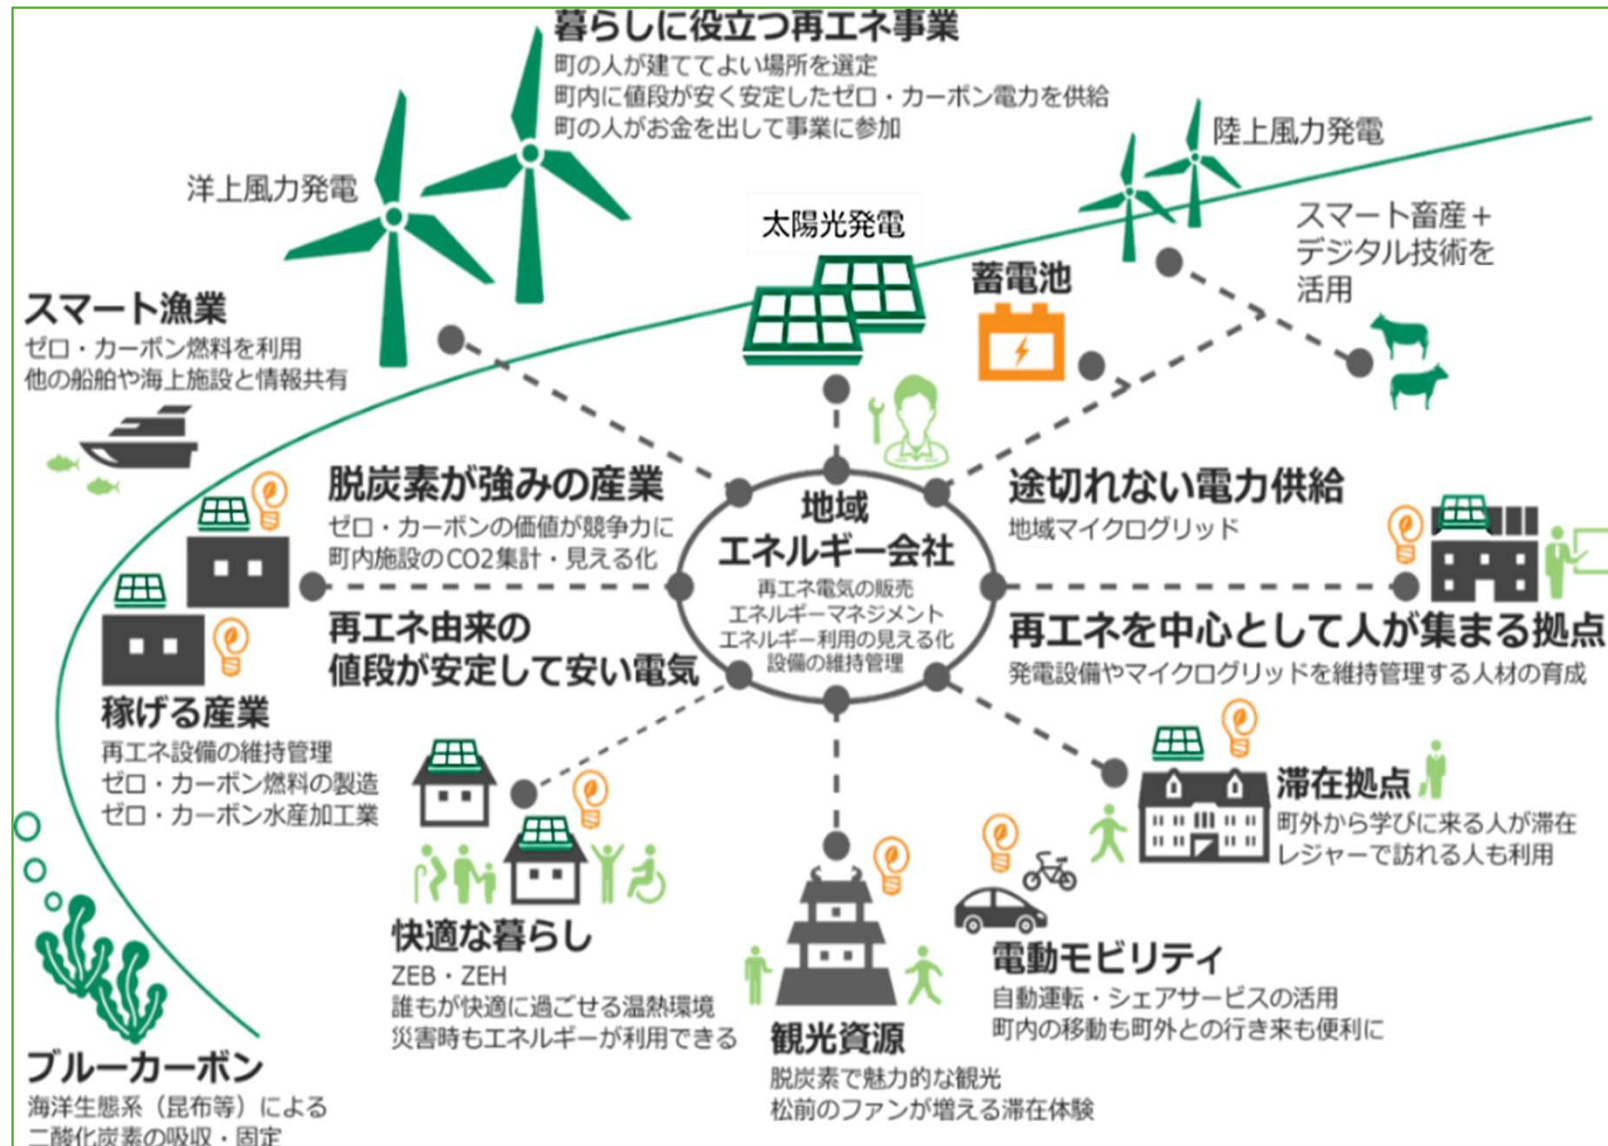 暮らしに役立つ再エネ事業
町の人が建ててよい場所を選定
町内に値段が安く安定したゼロ・カーボン電力を供給
町の人がお金を出して事業に参加
陸上風力発電
洋上風力発電
太陽光発電
スマート畜産＋
デジタル技術を
活用
蓄電池
スマート漁業
ゼロ・カーボン燃料を利用
他の船舶や海上施設と情報共有
脱炭素が強みの産業
ゼロ・カーボンの価値が競争力に
町内施設のCO2集計・見える化
地域
エネルギー会社
再エネ電気の販売
エネルギーマネジメント
エネルギー利用の見える化
設備の維持管理
途切れない電力供給
地域マイクログリッド
再エネ由来の
値段が安定して安い電気
再エネを中心として人が集まる拠点
発電設備やマイクログリッドを維持管理する人材の育成
稼げる産業
再エネ設備の維持管理
ゼロ・カーボン燃料の製造
ゼロ・カーボン水産加工業
滞在拠点
町外から学びに来る人が滞在
レジャーで訪れる人も利用
快適な暮らし
ZEB・ZEH
誰もが快適に過ごせる温熱環境
災害時もエネルギーが利用できる
電動モビリティ
自動運転・シェアサービスの活用
町内の移動も町外との行き来も便利に
観光資源
脱炭素で魅力的な観光
松前のファンが増える滞在体験
ブルーカーボン
海洋生態系（昆布等）による
二酸化炭素の吸収・固定